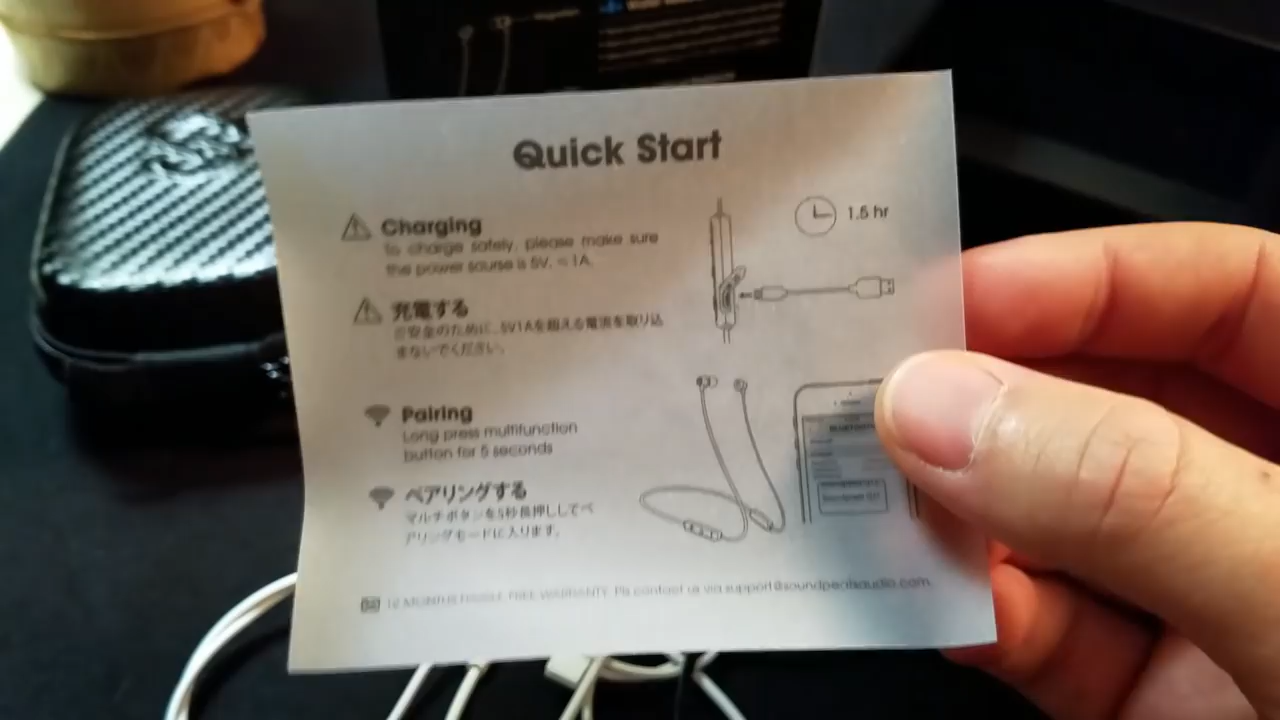 Quick Start
Charging
To charge safely, please make sure
the power sourse is 5V, ⎓ 1A.
1.5 hr
充電する
※安全のために、5V1Aを超える電流を取り込
まないでください。
Pairing
Long press multifunction
button for 5 seconds
ペアリングする
マルチボタンを5秒長押ししてペ
アリングモードに入ります。
12 MONTHS HASSLE FREE WARRANTY. Pls contact us via support@soundpeatsaudio.com